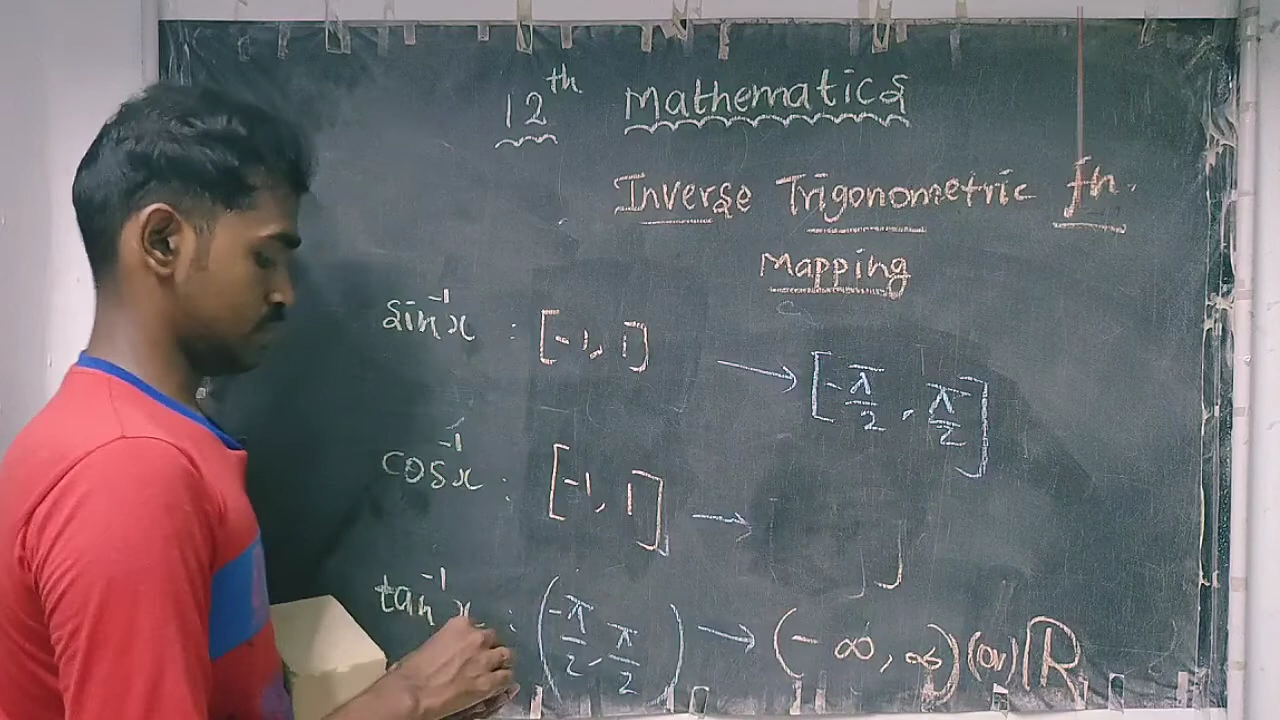 12th Mathematics
Inverse Trigonometric fn.
Mapping
sin⁻¹x : [-1, 1] → [-π/2, π/2]
cos⁻¹x : [-1, 1] → ]
tan⁻¹x : (-π/2, π/2) → (-∞, ∞) (or) R